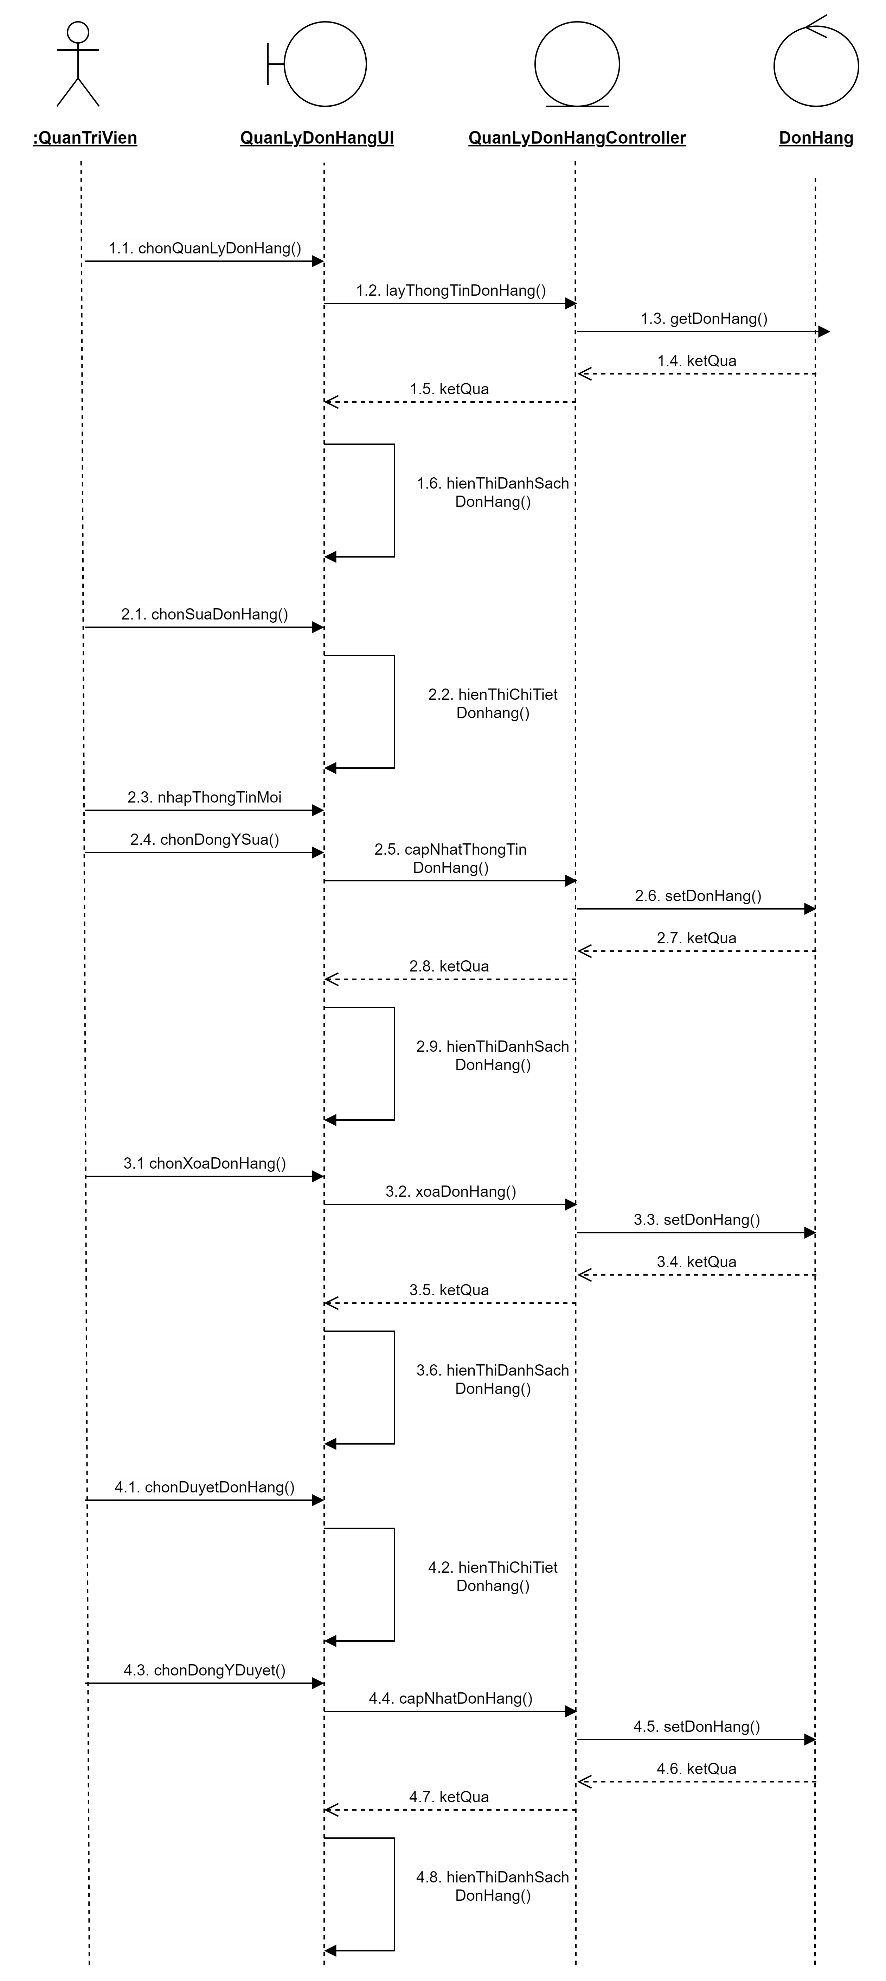 :QuanTriVien
QuanLyDonHangUI
QuanLyDonHangController
DonHang
1.1. chonQuanLyDonHang()
1.2. layThongTinDonHang()
1.3. getDonHang()
1.4. ketQua
1.5. ketQua
1.6. hienThiDanhSach
DonHang()
2.1. chonSuaDonHang()
2.2. hienThiChiTiet
Donhang()
2.3. nhapThongTinMoi
2.4. chonDongYSua()
2.5. capNhatThongTin
DonHang()
2.6. setDonHang()
2.7. ketQua
2.8. ketQua
2.9. hienThiDanhSach
DonHang()
3.1 chonXoaDonHang()
3.2. xoaDonHang()
3.3. setDonHang()
3.4. ketQua
3.5. ketQua
3.6. hienThiDanhSach
DonHang()
4.1. chonDuyetDonHang()
4.2. hienThiChiTiet
Donhang()
4.3. chonDongYDuyet()
4.4. capNhatDonHang()
4.5. setDonHang()
4.6. ketQua
4.7. ketQua
4.8. hienThiDanhSach
DonHang()